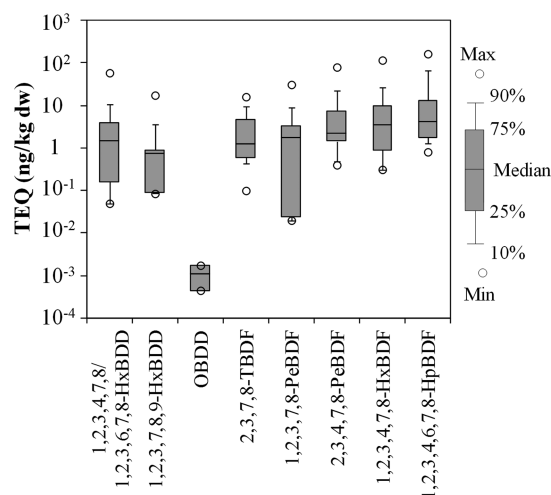 TEQ (ng/kg dw)
10³
10²
10
1
10⁻¹
10⁻²
10⁻³
10⁻⁴
1,2,3,4,7,8/
1,2,3,6,7,8-HxBDD
1,2,3,7,8,9-HxBDD
OBDD
2,3,7,8-TBDF
1,2,3,7,8-PeBDF
2,3,4,7,8-PeBDF
1,2,3,4,7,8-HxBDF
1,2,3,4,6,7,8-HpBDF
Max
90%
75%
Median
25%
10%
Min